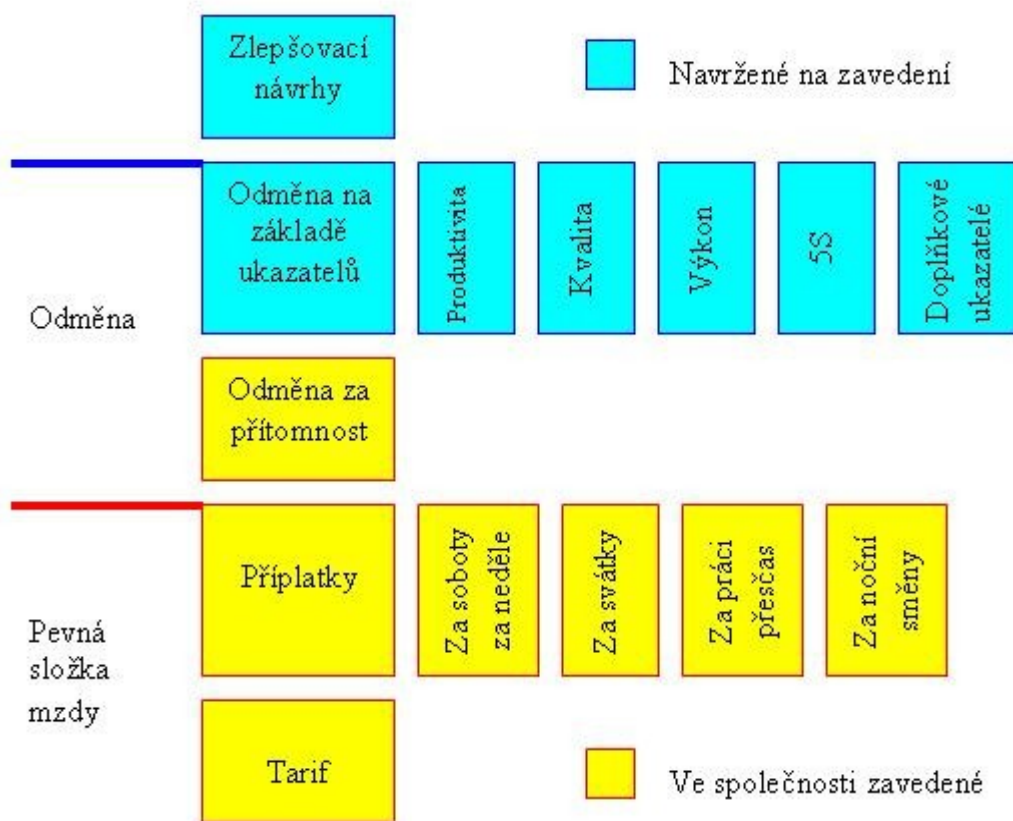 Zlepšovací
návrhy
Navržené na zavedení
Odměna na
základě
ukazatelů
Produktivita
Kvalita
Výkon
5S
Doplňkové
ukazatelé
Odměna
Odměna za
přítomnost
Příplatky
Za soboty
za neděle
Za svátky
Za práci
přesčas
Za noční
směny
Pevná
složka
mzdy
Tarif
Ve společnosti zavedené